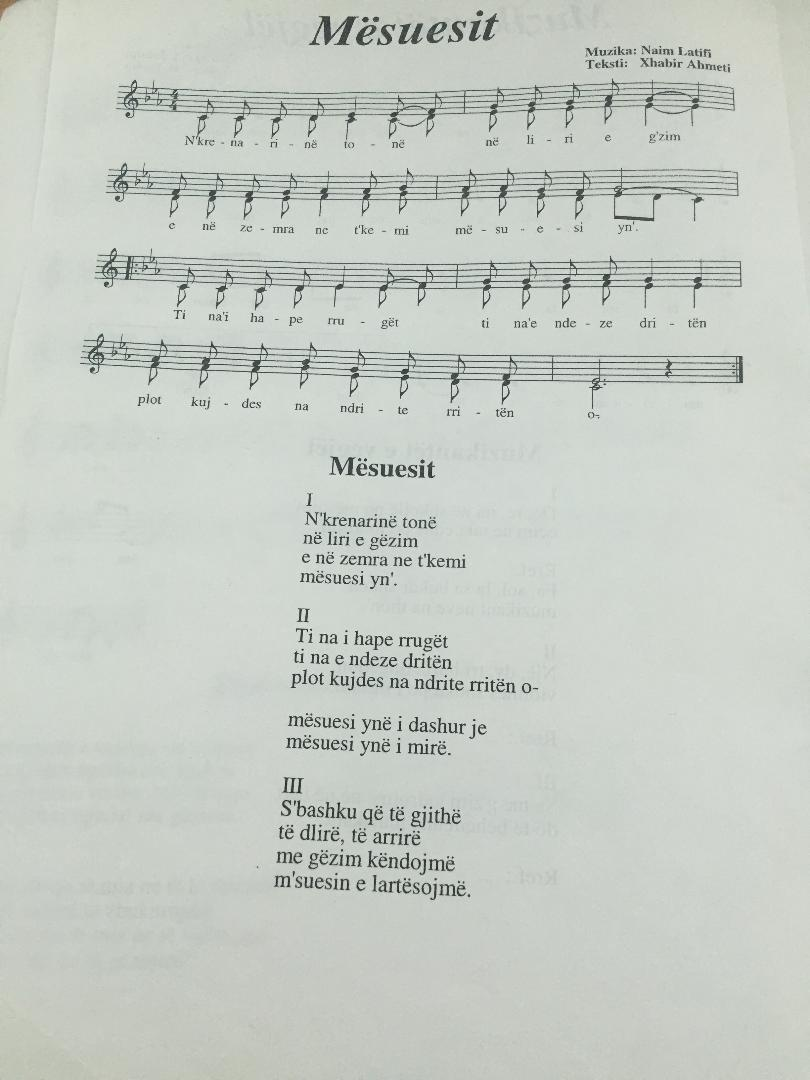 Mësuesit
Muzika: Naim Latifi
Teksti: Xhabir Ahmeti
N'kre - na - ri - në to - në në li - ri e g'zim
e në ze - mra ne t'ke - mi më - su - e - si yn'.
Ti na'i ha - pe rru - gët ti na'e nde - ze dri - tën
plot kuj - des na ndri - te rri - tën o-
Mësuesit
I
N'krenarinë tonë
në liri e gëzim
e në zemra ne t'kemi
mësuesi yn'.
II
Ti na i hape rrugët
ti na e ndeze dritën
plot kujdes na ndrite rritën o-
mësuesi ynë i dashur je
mësuesi ynë i mirë.
III
S'bashku që të gjithë
të dlirë, të arrirë
me gëzim këndojmë
m'suesin e lartësojmë.